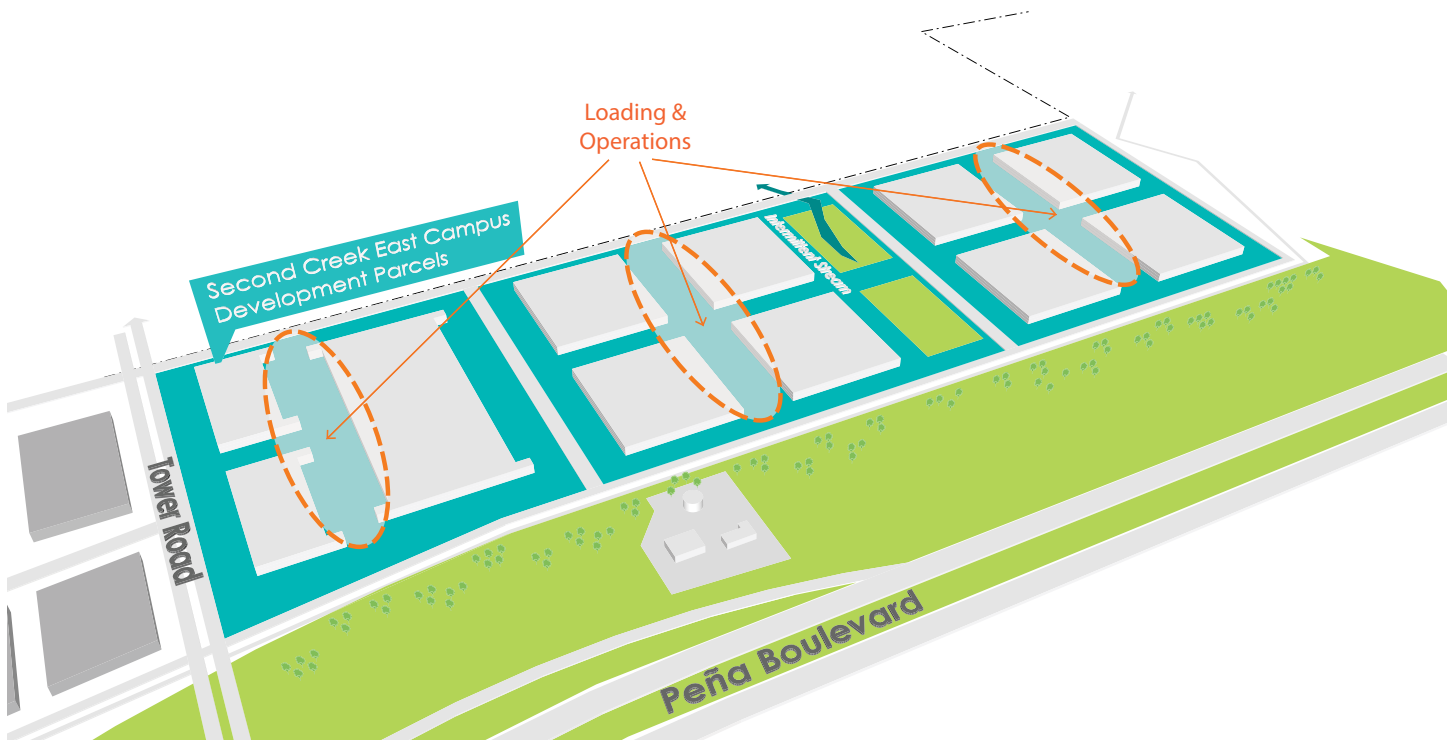 Loading &
Operations
Second Creek East Campus
Development Parcels
Intermittent Stream
Tower Road
Peña Boulevard